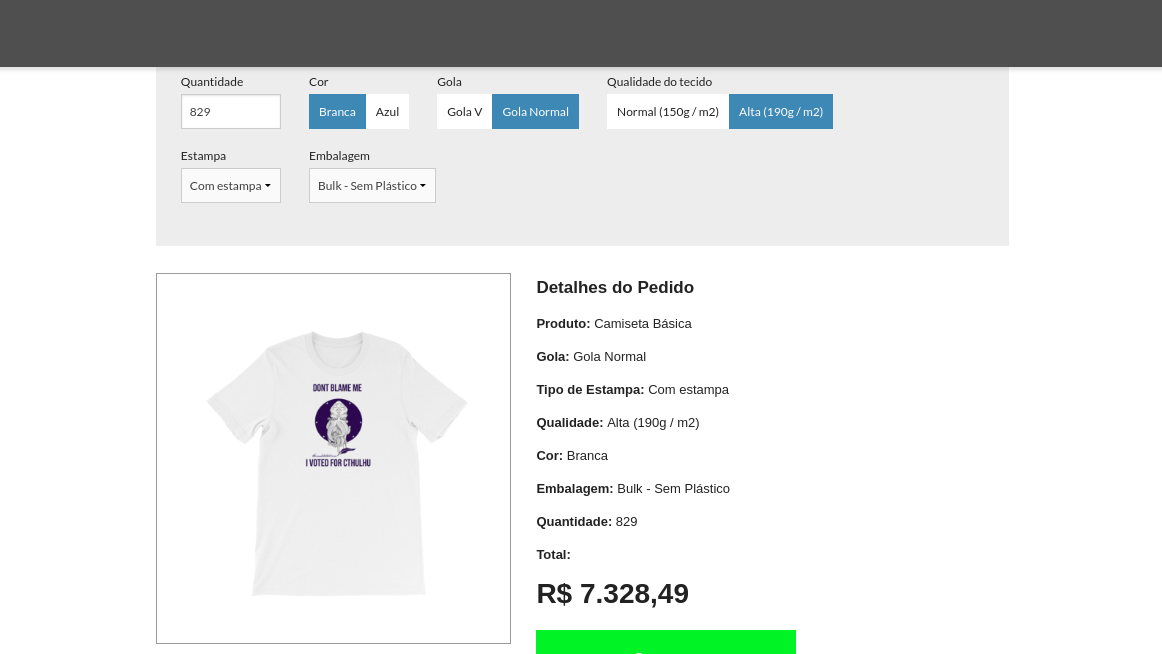 Quantidade Cor Gola Qualidade do tecido
829 Branca Azul Gola V Gola Normal Normal (150g / m2) Alta (190g / m2)
Estampa Embalagem
Com estampa Bulk - Sem Plástico
Detalhes do Pedido
Produto: Camiseta Básica
Gola: Gola Normal
Tipo de Estampa: Com estampa
Qualidade: Alta (190g / m2)
Cor: Branca
Embalagem: Bulk - Sem Plástico
Quantidade: 829
Total:
R$ 7.328,49
DONT BLAME ME
I VOTED FOR CTHULHU